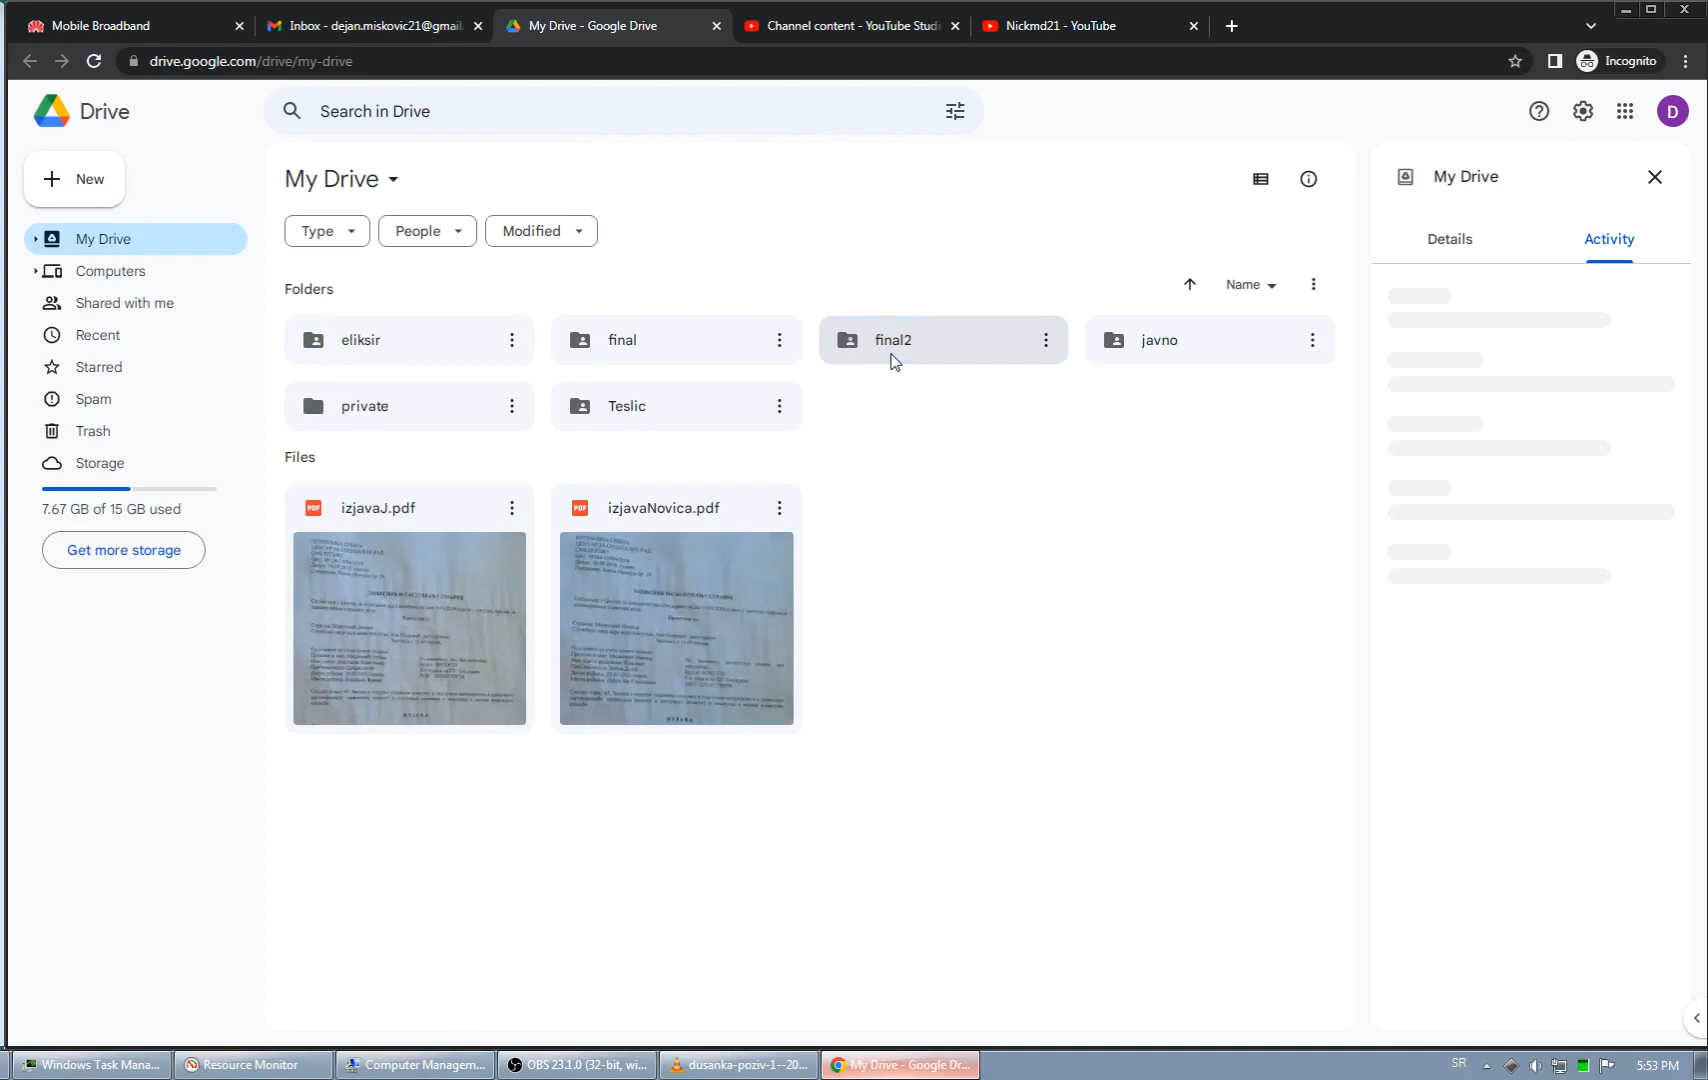 Mobile Broadband
Inbox - dejan.miskovic21@gmail
My Drive - Google Drive
Channel content - YouTube Studi
Nickmd21 - YouTube
drive.google.com/drive/my-drive
Incognito
Drive
Search in Drive
D
New
My Drive
Computers
Shared with me
Recent
Starred
Spam
Trash
Storage
7.67 GB of 15 GB used
Get more storage
My Drive
Type
People
Modified
Folders
Name
eliksir
final
final2
javno
private
Teslic
Files
PDF izjavaJ.pdf
PDF izjavaNovica.pdf
My Drive
Details
Activity
Windows Task Mana...
Resource Monitor
Computer Managem...
OBS 23.1.0 (32-bit, wi...
dusanka-poziv-1--20...
My Drive - Google Dr...
SR
5:53 PM